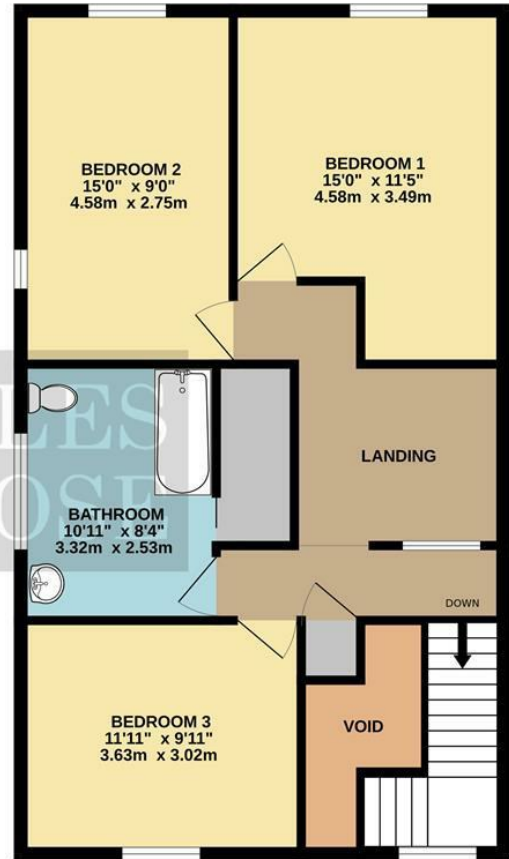 BEDROOM 2
15'0" x 9'0"
4.58m x 2.75m
BEDROOM 1
15'0" x 11'5"
4.58m x 3.49m
LES
OSE
LANDING
BATHROOM
10'11" x 8'4"
3.32m x 2.53m
DOWN
BEDROOM 3
11'11" x 9'11"
3.63m x 3.02m
VOID